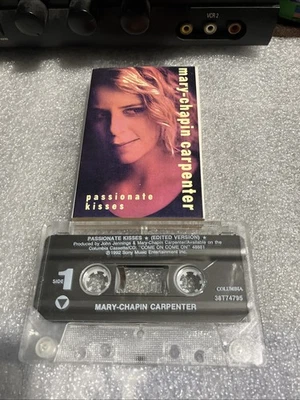 VCR 2
mary-chapin carpenter
passionate
kisses
PASSIONATE KISSES ★ (EDITED VERSION)
Produced by John Jennings & Mary-Chapin Carpenter/Available on the
Columbia Cassette/CD: "COME ON COME ON" 48881
© 1992 Sony Music Entertainment Inc.
SIDE 1
COLUMBIA
38T74795
MARY-CHAPIN CARPENTER